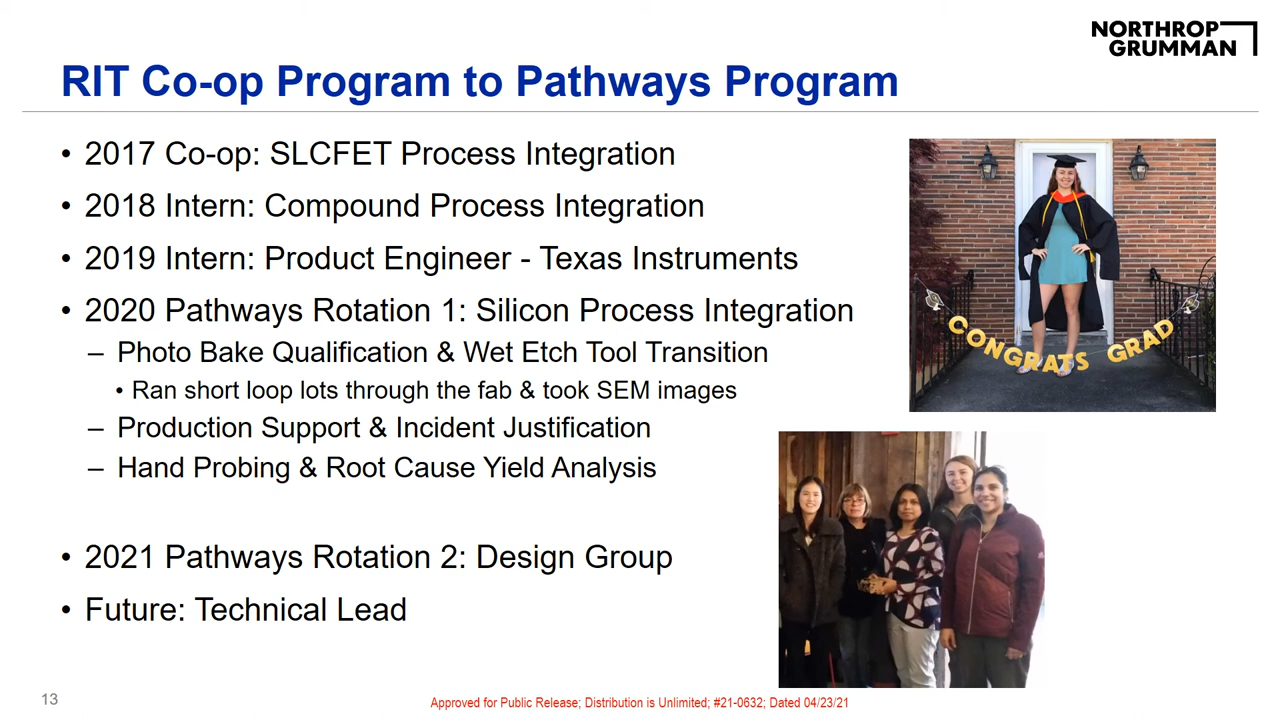 NORTHROP
GRUMMAN
RIT Co-op Program to Pathways Program
• 2017 Co-op: SLCFET Process Integration
• 2018 Intern: Compound Process Integration
• 2019 Intern: Product Engineer - Texas Instruments
• 2020 Pathways Rotation 1: Silicon Process Integration
– Photo Bake Qualification & Wet Etch Tool Transition
• Ran short loop lots through the fab & took SEM images
– Production Support & Incident Justification
– Hand Probing & Root Cause Yield Analysis
• 2021 Pathways Rotation 2: Design Group
• Future: Technical Lead
CONGRATS GRAD
13
Approved for Public Release; Distribution is Unlimited; #21-0632; Dated 04/23/21